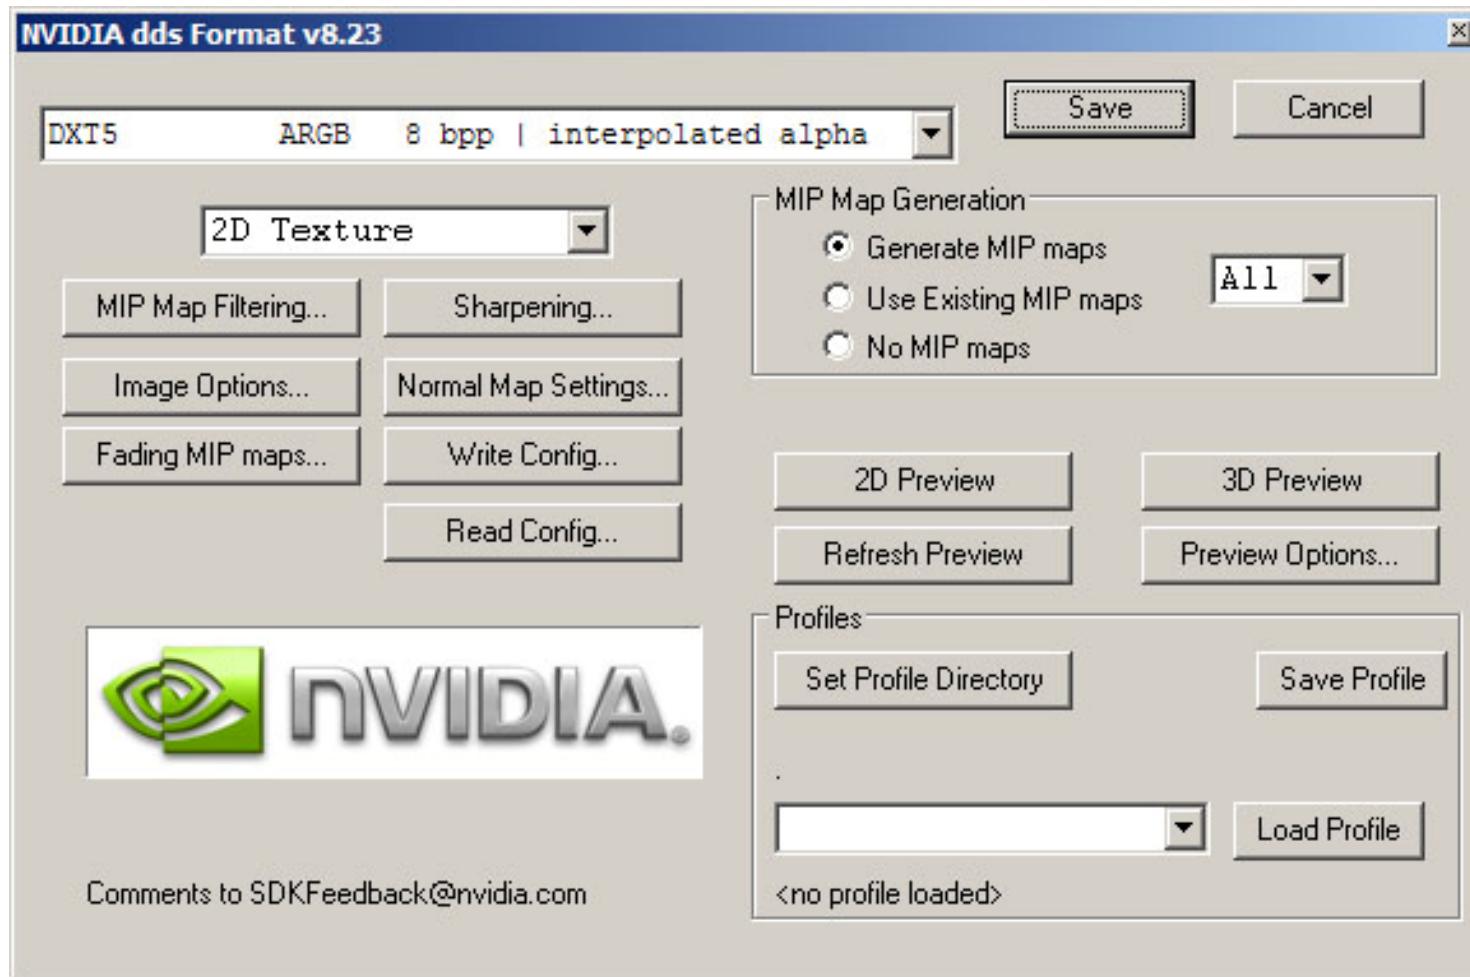 NVIDIA dds Format v8.23
DXT5 ARGB 8 bpp | interpolated alpha
Save
Cancel
2D Texture
MIP Map Generation
Generate MIP maps
Use Existing MIP maps
No MIP maps
All
MIP Map Filtering...
Sharpening...
Image Options...
Normal Map Settings...
Fading MIP maps...
Write Config...
Read Config...
2D Preview
3D Preview
Refresh Preview
Preview Options...
Profiles
Set Profile Directory
Save Profile
.
Load Profile
<no profile loaded>
NVIDIA®
Comments to SDKFeedback@nvidia.com